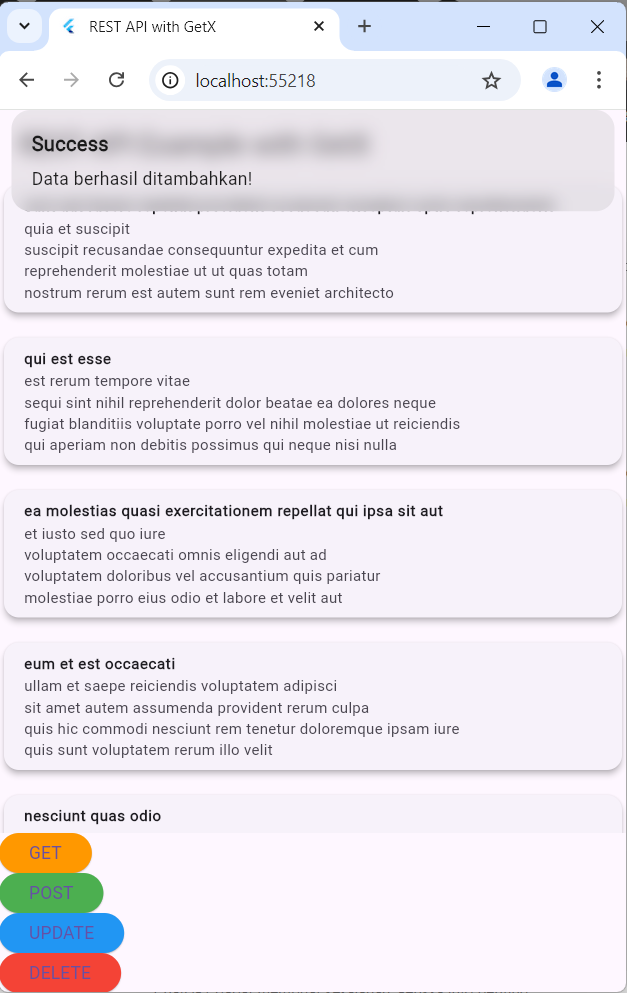 REST API with GetX
localhost:55218
Success
Data berhasil ditambahkan!
quia et suscipit
suscipit recusandae consequuntur expedita et cum
reprehenderit molestiae ut ut quas totam
nostrum rerum est autem sunt rem eveniet architecto
qui est esse
est rerum tempore vitae
sequi sint nihil reprehenderit dolor beatae ea dolores neque
fugiat blanditiis voluptate porro vel nihil molestiae ut reiciendis
qui aperiam non debitis possimus qui neque nisi nulla
ea molestias quasi exercitationem repellat qui ipsa sit aut
et iusto sed quo iure
voluptatem occaecati omnis eligendi aut ad
voluptatem doloribus vel accusantium quis pariatur
molestiae porro eius odio et labore et velit aut
eum et est occaecati
ullam et saepe reiciendis voluptatem adipisci
sit amet autem assumenda provident rerum culpa
quis hic commodi nesciunt rem tenetur doloremque ipsam iure
quis sunt voluptatem rerum illo velit
nesciunt quas odio
GET
POST
UPDATE
DELETE